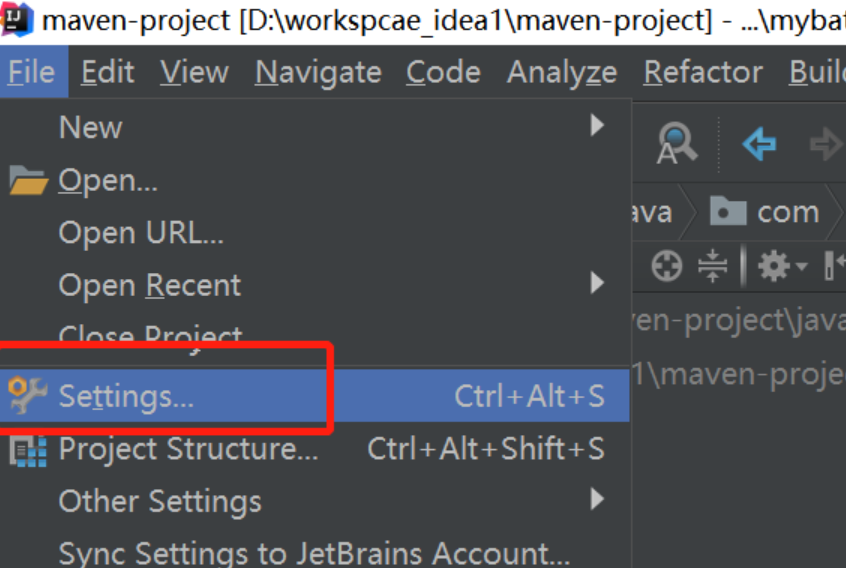 maven-project [D:\workspcae_idea1\maven-project] - ...\mybat
File Edit View Navigate Code Analyze Refactor Build
New
Open...
Open URL...
ava com
Open Recent
Close Project
en-project\java
Settings... Ctrl+Alt+S
1\maven-proje
Project Structure... Ctrl+Alt+Shift+S
Other Settings
Sync Settings to JetBrains Account...